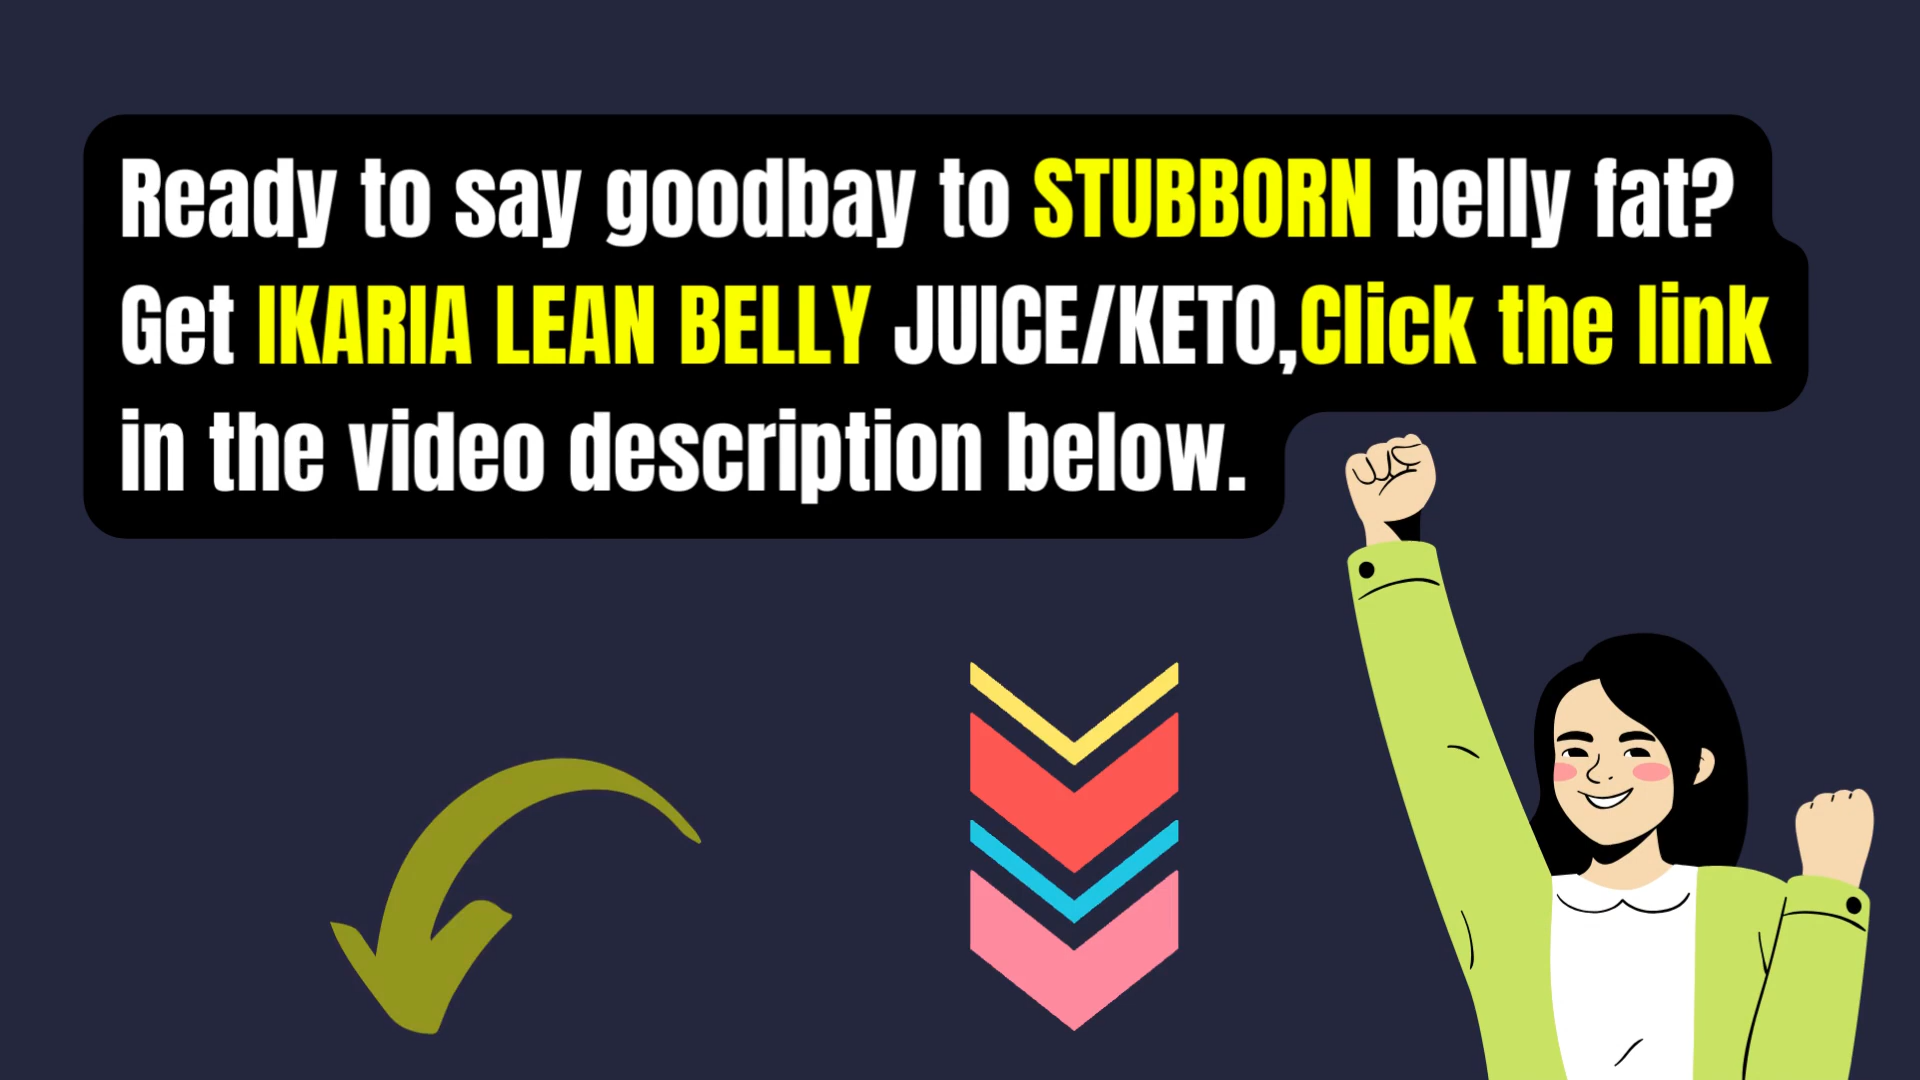 Ready to say goodbay to STUBBORN belly fat?
Get IKARIA LEAN BELLY JUICE/KETO,Click the link
in the video description below.